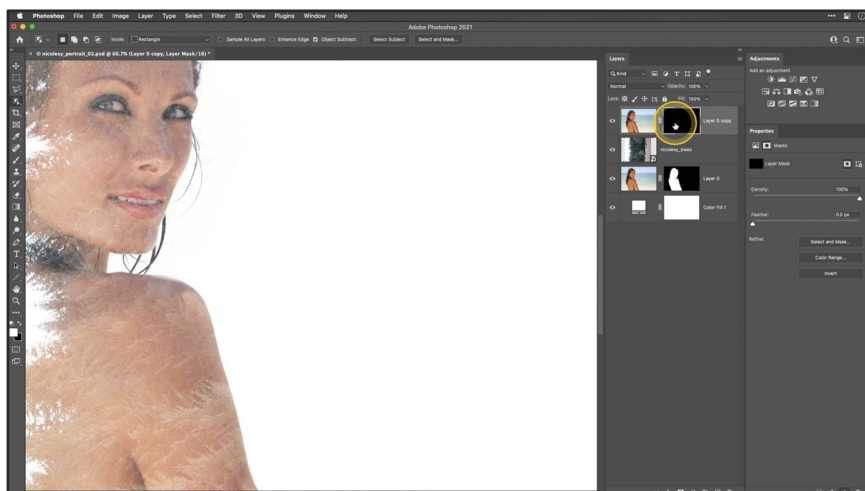 Photoshop File Edit Image Layer Type Select Filter 3D View Plugins Window Help
Adobe Photoshop 2021
Mode: Rectangle Sample All Layers Enhance Edge Object Subtract Select Subject Select and Mask...
× © nicolesy_portrait_02.psd @ 66.7% (Layer 0 copy, Layer Mask/16) *
Layers
Kind
Normal Opacity: 100%
Lock: Fill: 100%
Layer 0 copy
nicolesy_trees
Layer 0
Color Fill 1
Adjustments
Add an adjustment
Properties
Masks
Layer Mask
Density: 100%
Feather: 0.0 px
Refine: Select and Mask...
Color Range...
Invert